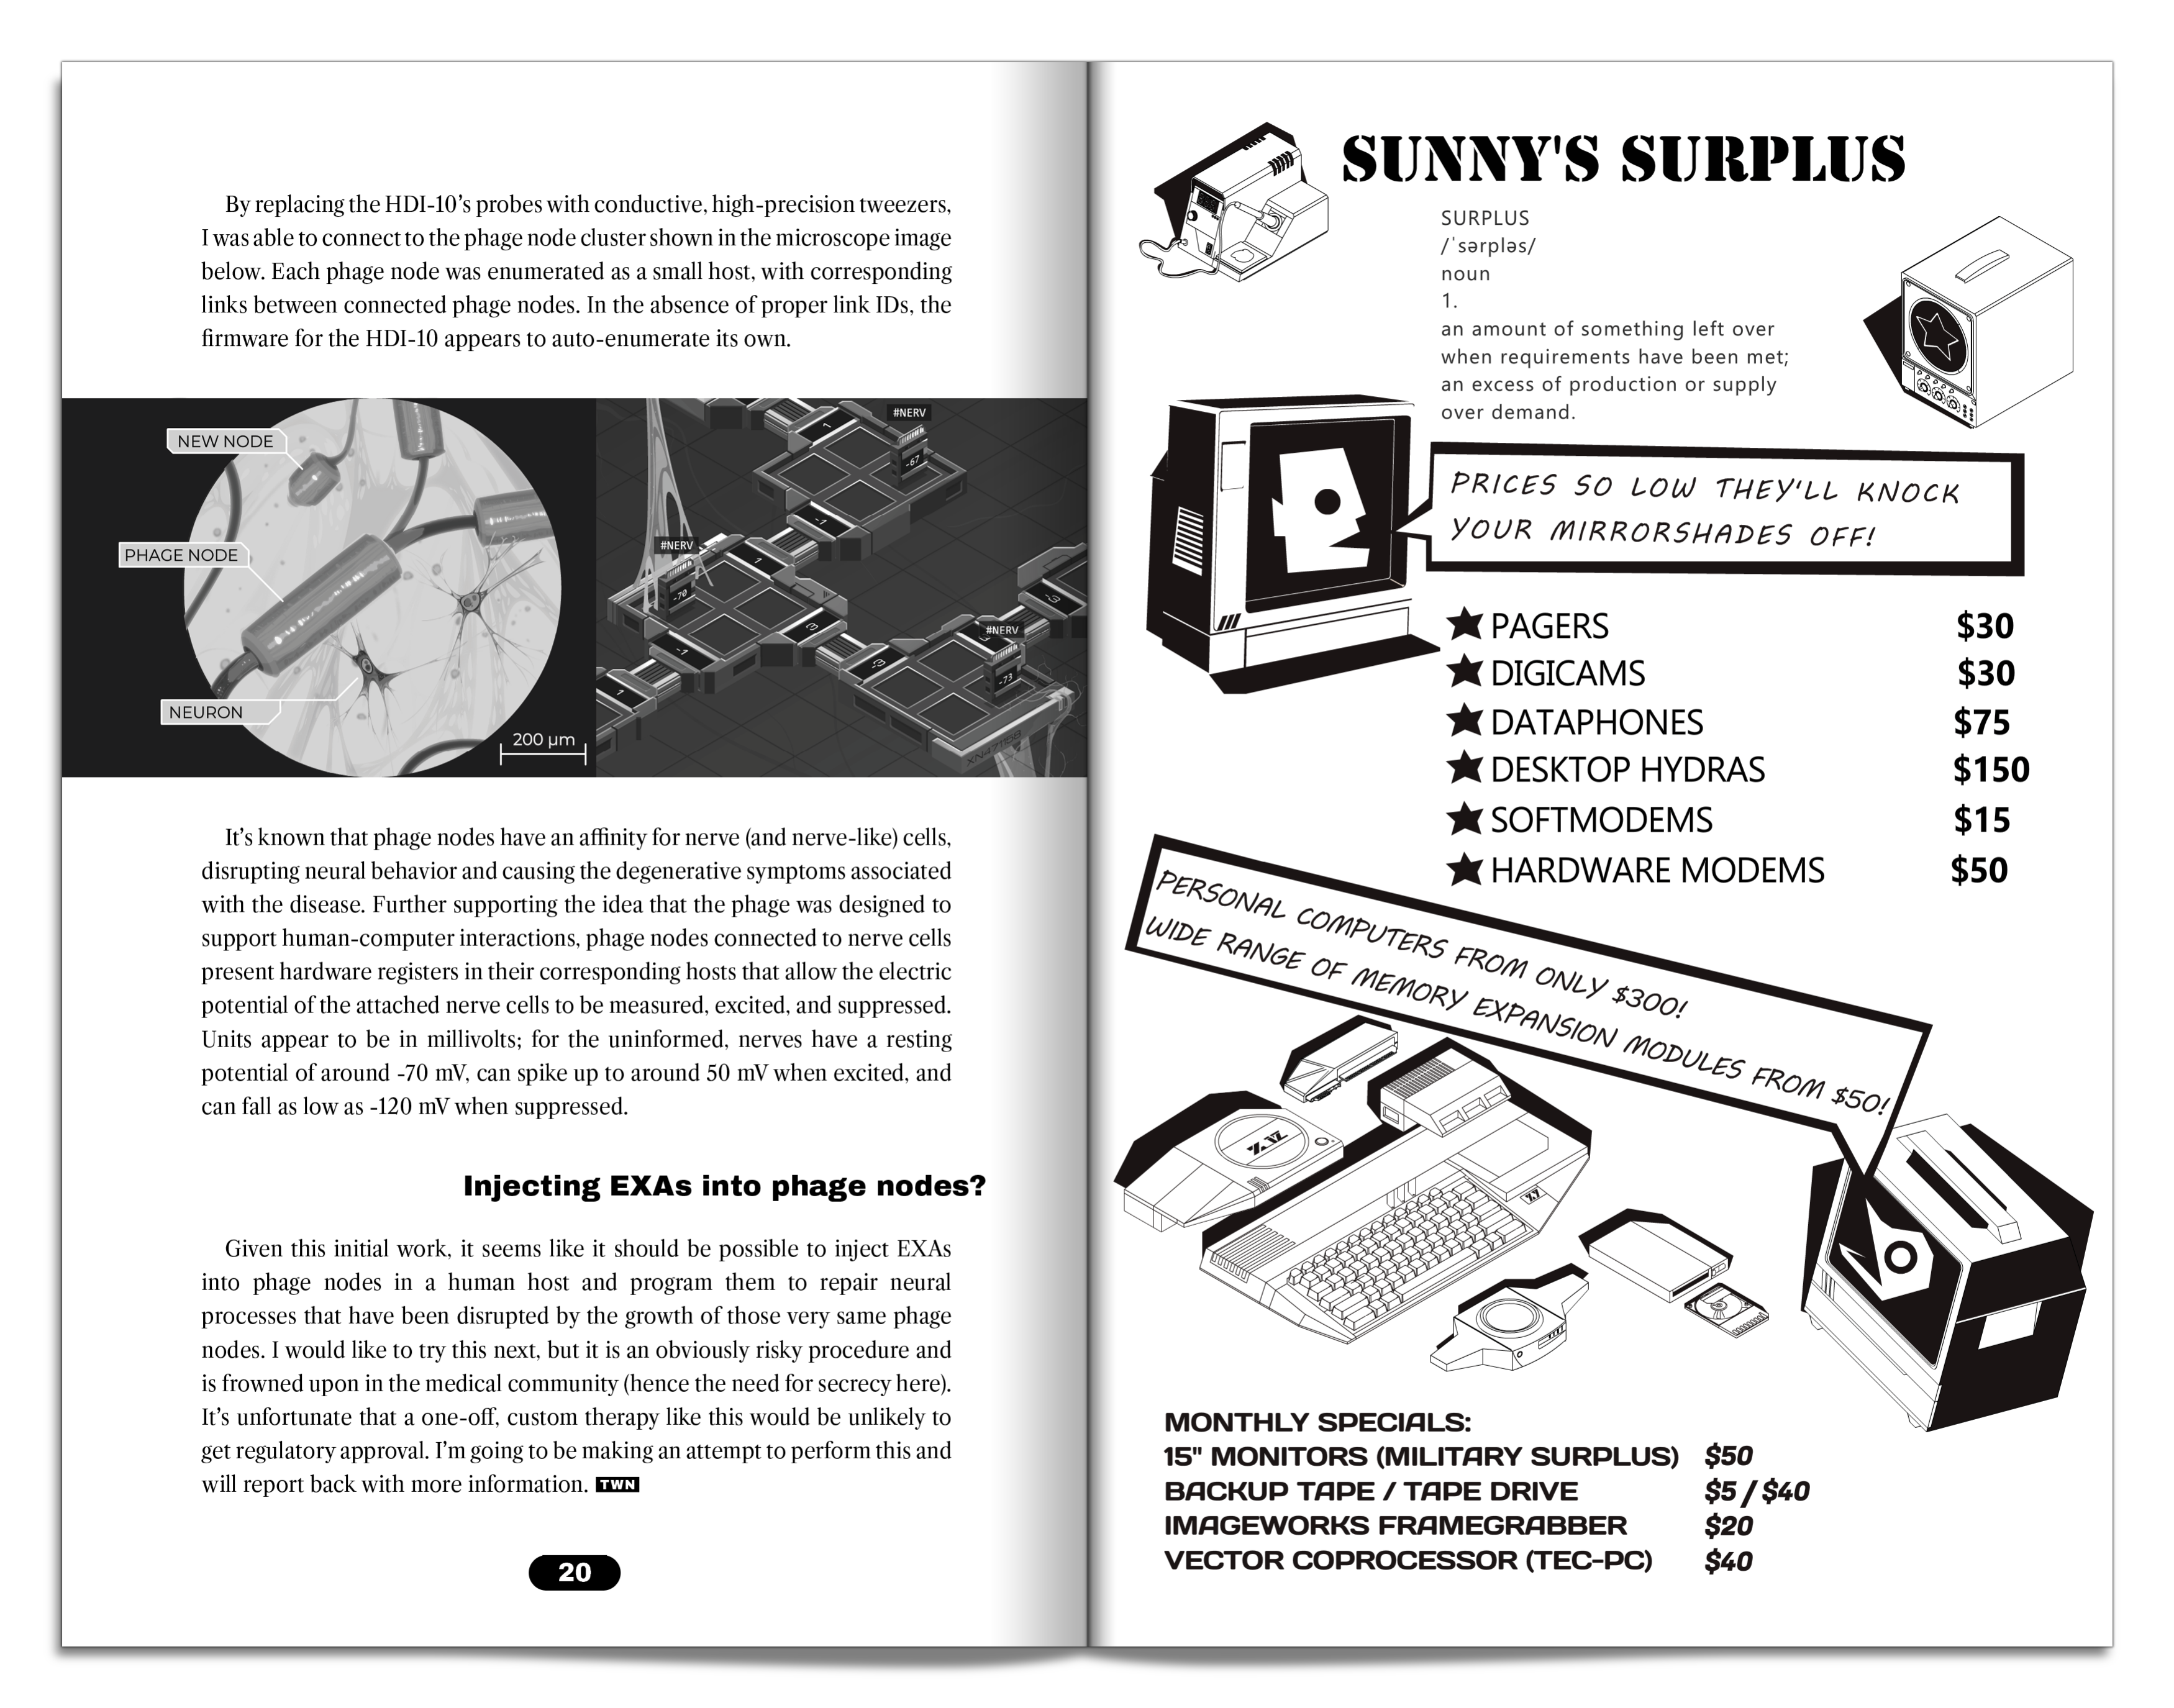 By replacing the HDI-10’s probes with conductive, high-precision tweezers,
I was able to connect to the phage node cluster shown in the microscope image
below. Each phage node was enumerated as a small host, with corresponding
links between connected phage nodes. In the absence of proper link IDs, the
firmware for the HDI-10 appears to auto-enumerate its own.
NEW NODE
PHAGE NODE
NEURON
200 µm
#NERV
1
-67
-1
#NERV
1
-70
3
-1
1
-3
-3
#NERV
-73
XN47158
It’s known that phage nodes have an affinity for nerve (and nerve-like) cells,
disrupting neural behavior and causing the degenerative symptoms associated
with the disease. Further supporting the idea that the phage was designed to
support human-computer interactions, phage nodes connected to nerve cells
present hardware registers in their corresponding hosts that allow the electric
potential of the attached nerve cells to be measured, excited, and suppressed.
Units appear to be in millivolts; for the uninformed, nerves have a resting
potential of around -70 mV, can spike up to around 50 mV when excited, and
can fall as low as -120 mV when suppressed.
Injecting EXAs into phage nodes?
Given this initial work, it seems like it should be possible to inject EXAs
into phage nodes in a human host and program them to repair neural
processes that have been disrupted by the growth of those very same phage
nodes. I would like to try this next, but it is an obviously risky procedure and
is frowned upon in the medical community (hence the need for secrecy here).
It’s unfortunate that a one-off, custom therapy like this would be unlikely to
get regulatory approval. I’m going to be making an attempt to perform this and
will report back with more information. TWN
20
SUNNY'S SURPLUS
SURPLUS
/ˈsərpləs/
noun
1.
an amount of something left over
when requirements have been met;
an excess of production or supply
over demand.
PRICES SO LOW THEY'LL KNOCK
YOUR MIRRORSHADES OFF!
PAGERS $30
DIGICAMS $30
DATAPHONES $75
DESKTOP HYDRAS $150
SOFTMODEMS $15
HARDWARE MODEMS $50
PERSONAL COMPUTERS FROM ONLY $300!
WIDE RANGE OF MEMORY EXPANSION MODULES FROM $50!
MONTHLY SPECIALS:
15" MONITORS (MILITARY SURPLUS) $50
BACKUP TAPE / TAPE DRIVE $5 / $40
IMAGEWORKS FRAMEGRABBER $20
VECTOR COPROCESSOR (TEC-PC) $40